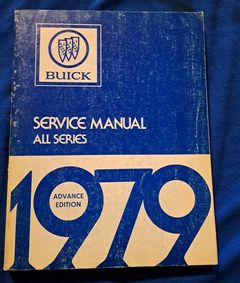 BUICK
SERVICE MANUAL
ALL SERIES
1979
ADVANCE
EDITION